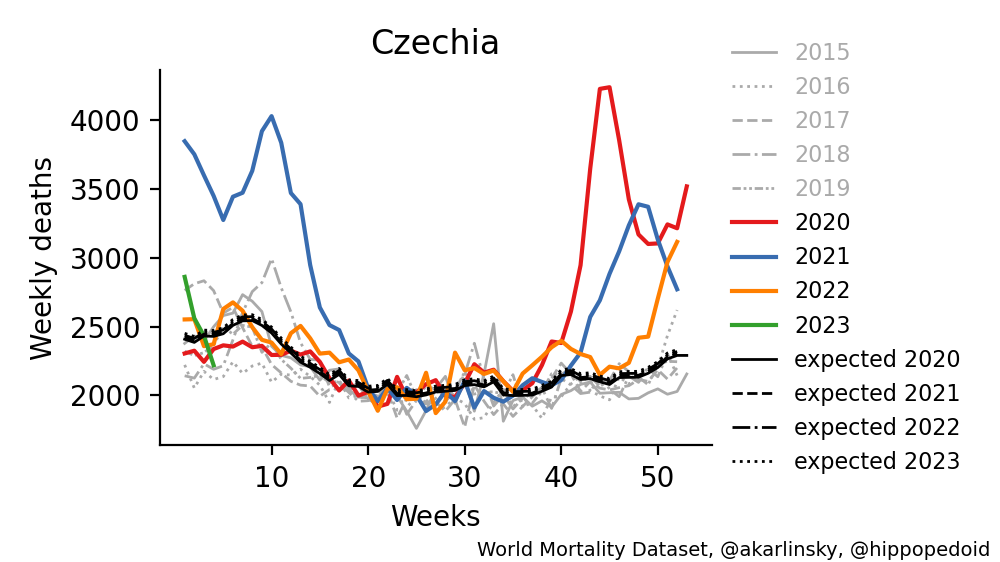 Czechia
Weekly deaths
4000
3500
3000
2500
2000
10 20 30 40 50
Weeks
2015
2016
2017
2018
2019
2020
2021
2022
2023
expected 2020
expected 2021
expected 2022
expected 2023
World Mortality Dataset, @akarlinsky, @hippopedoid